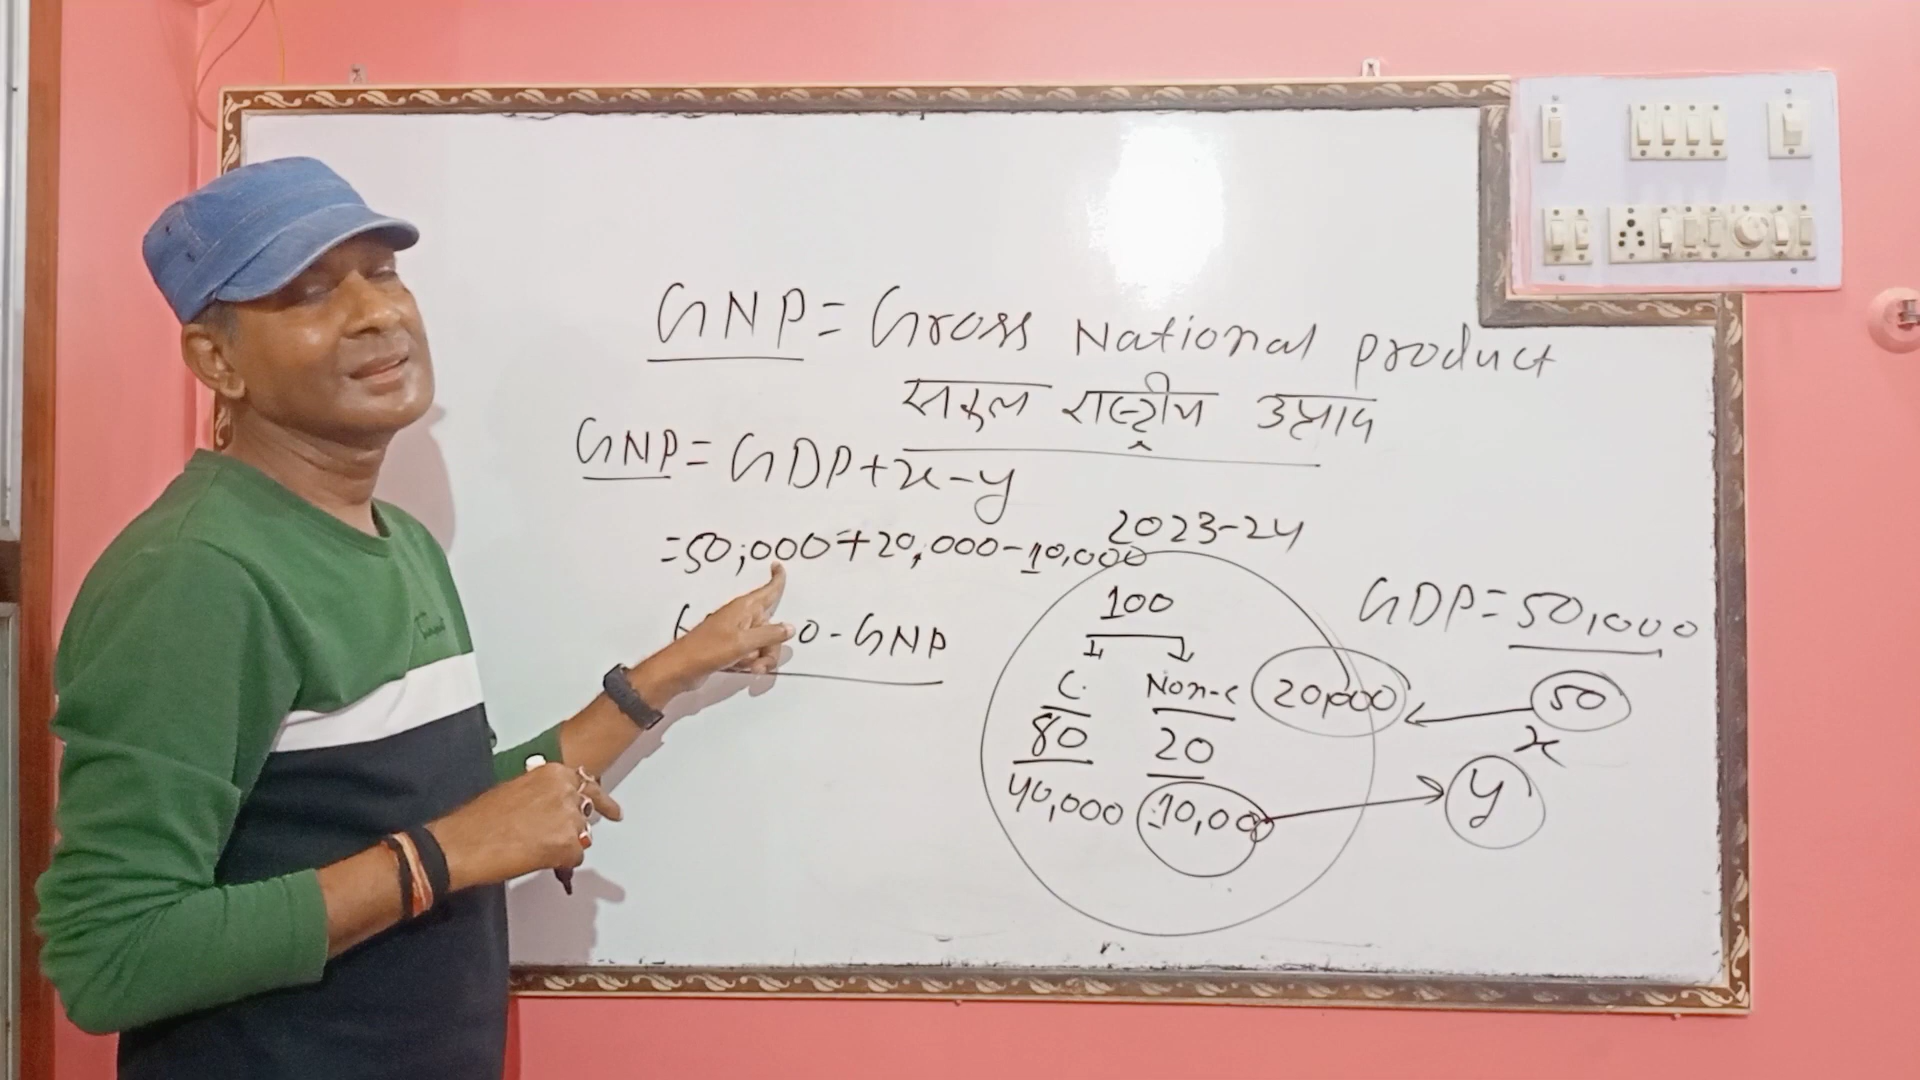 GNP = Gross National product
सकल राष्ट्रीय उत्पाद
GNP = GDP + x - y
= 50,000 + 20,000 - 10,000
0 - GNP
2023-24
100
C. Non-C
80 20
40,000 10,000
GDP = 50,000
20,000 50
x
y